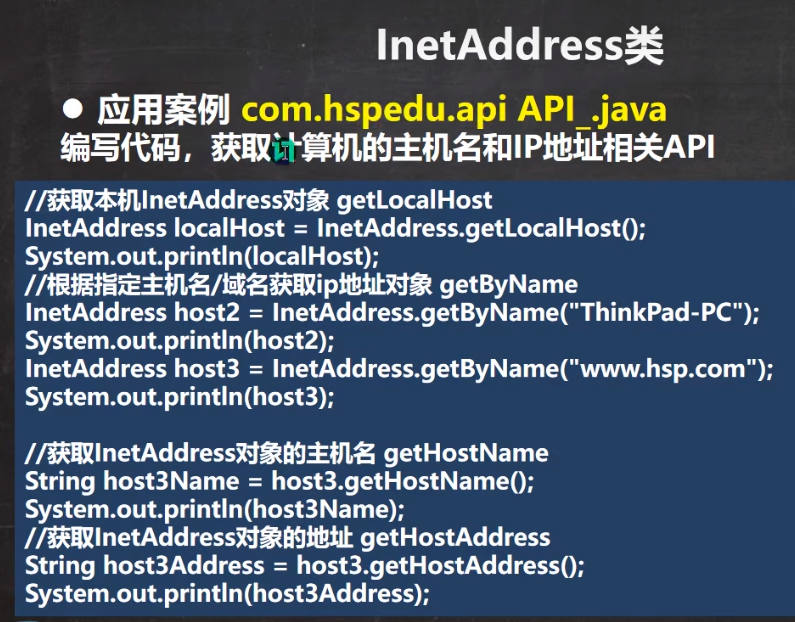 InetAddress类
● 应用案例 com.hspedu.api API_.java
编写代码，获取计算机的主机名和IP地址相关API
//获取本机InetAddress对象 getLocalHost
InetAddress localHost = InetAddress.getLocalHost();
System.out.println(localHost);
//根据指定主机名/域名获取ip地址对象 getByName
InetAddress host2 = InetAddress.getByName("ThinkPad-PC");
System.out.println(host2);
InetAddress host3 = InetAddress.getByName("www.hsp.com");
System.out.println(host3);
//获取InetAddress对象的主机名 getHostName
String host3Name = host3.getHostName();
System.out.println(host3Name);
//获取InetAddress对象的地址 getHostAddress
String host3Address = host3.getHostAddress();
System.out.println(host3Address);